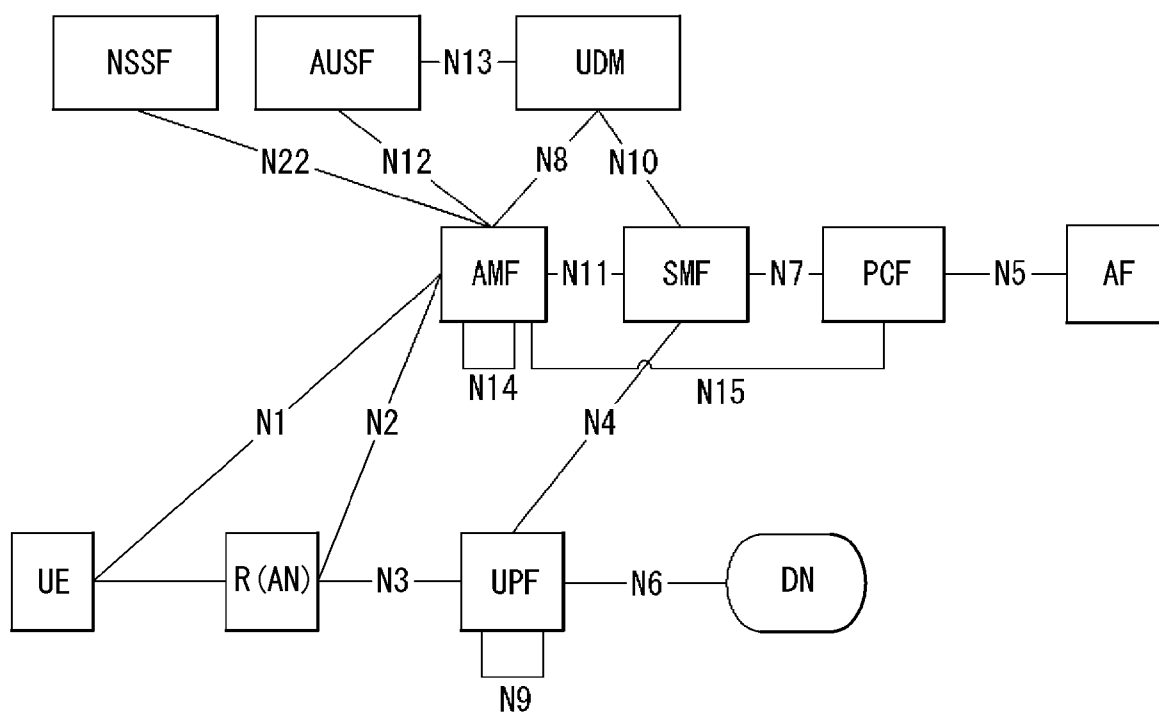 NSSF
AUSF
N13
UDM
N22
N12
N8
N10
AMF
N11
SMF
N7
PCF
N5
AF
N14
N15
N1
N2
N4
UE
R(AN)
N3
UPF
N6
DN
N9